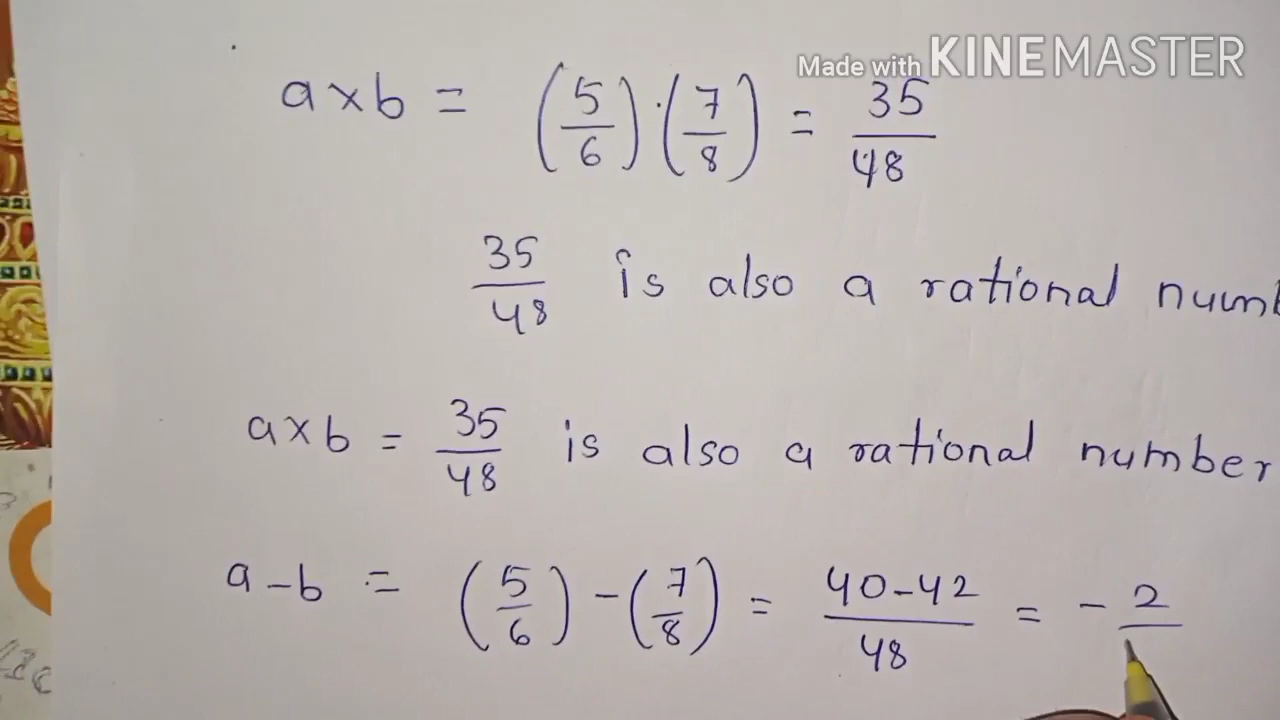 Made with KINEMASTER
a × b = (5/6) · (7/8) = 35/48
35/48 is also a rational numb
a × b = 35/48 is also a rational number
a - b = (5/6) - (7/8) = 40-42/48 = - 2/